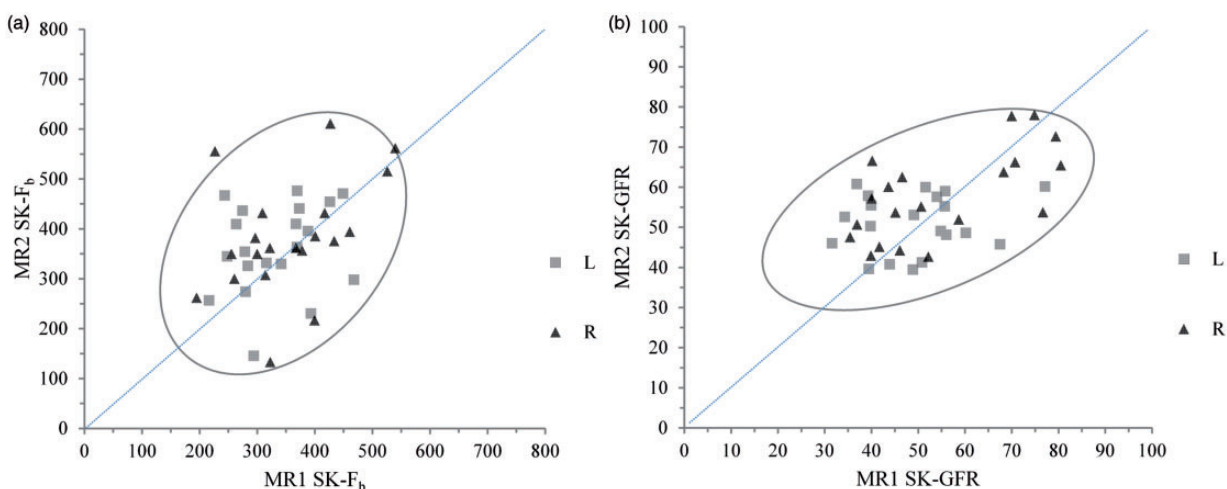 (a)
800
700
600
500
400
300
200
100
0
MR2 SK-Fb
0 100 200 300 400 500 600 700 800
MR1 SK-Fb
L
R
(b)
100
90
80
70
60
50
40
30
20
10
0
MR2 SK-GFR
0 10 20 30 40 50 60 70 80 90 100
MR1 SK-GFR
L
R